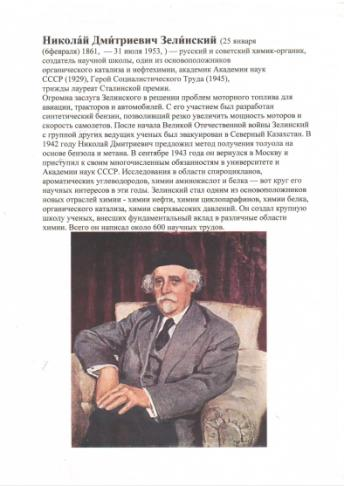 Никола́й Дми́триевич Зели́нский (25 января
(6февраля) 1861, — 31 июля 1953, ) — русский и советский химик-органик,
создатель научной школы, один из основоположников
органического катализа и нефтехимии, академик Академии наук
СССР (1929), Герой Социалистического Труда (1945),
трижды лауреат Сталинской премии.
Огромна заслуга Зелинского в решении проблем моторного топлива для
авиации, тракторов и автомобилей. С его участием был разработан
синтетический бензин, позволивший резко увеличить мощность моторов и
скорость самолетов. После начала Великой Отечественной войны Зелинский
с группой других ведущих ученых был эвакуирован в Северный Казахстан. В
1942 году Николай Дмитриевич предложил метод получения толуола на
основе бензола и метана. В сентябре 1943 года он вернулся в Москву и
приступил к своим многочисленным обязанностям в университете и
Академии наук СССР. Исследования в области спироцикланов,
ароматических углеводородов, химии аминокислот и белка — вот круг его
научных интересов в эти годы. Зелинский стал одним из основоположников
новых отраслей химии - химии нефти, химии циклопарафинов, химии белка,
органического катализа, химии сверхвысоких давлений. Он создал крупную
школу ученых, внесших фундаментальный вклад в различные области
химии. Всего он написал около 600 научных трудов.